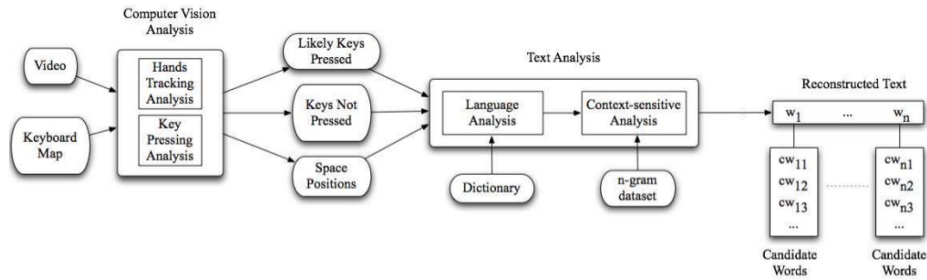 Computer Vision
Analysis
Video
Keyboard
Map
Hands
Tracking
Analysis
Key
Pressing
Analysis
Likely Keys
Pressed
Keys Not
Pressed
Space
Positions
Text Analysis
Language
Analysis
Context-sensitive
Analysis
Dictionary
n-gram
dataset
Reconstructed Text
w1 ... wn
cw11
cw12
cw13
...
cwn1
cwn2
cwn3
...
Candidate
Words
Candidate
Words